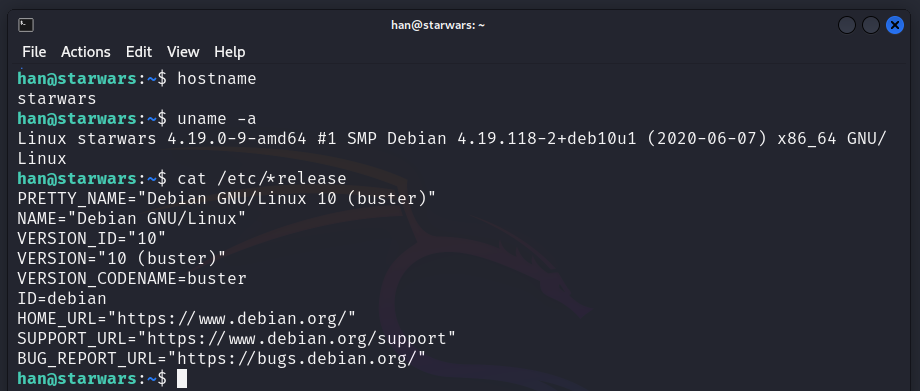 han@starwars: ~
File Actions Edit View Help
han@starwars:~$ hostname
starwars
han@starwars:~$ uname -a
Linux starwars 4.19.0-9-amd64 #1 SMP Debian 4.19.118-2+deb10u1 (2020-06-07) x86_64 GNU/
Linux
han@starwars:~$ cat /etc/*release
PRETTY_NAME="Debian GNU/Linux 10 (buster)"
NAME="Debian GNU/Linux"
VERSION_ID="10"
VERSION="10 (buster)"
VERSION_CODENAME=buster
ID=debian
HOME_URL="https://www.debian.org/"
SUPPORT_URL="https://www.debian.org/support"
BUG_REPORT_URL="https://bugs.debian.org/"
han@starwars:~$